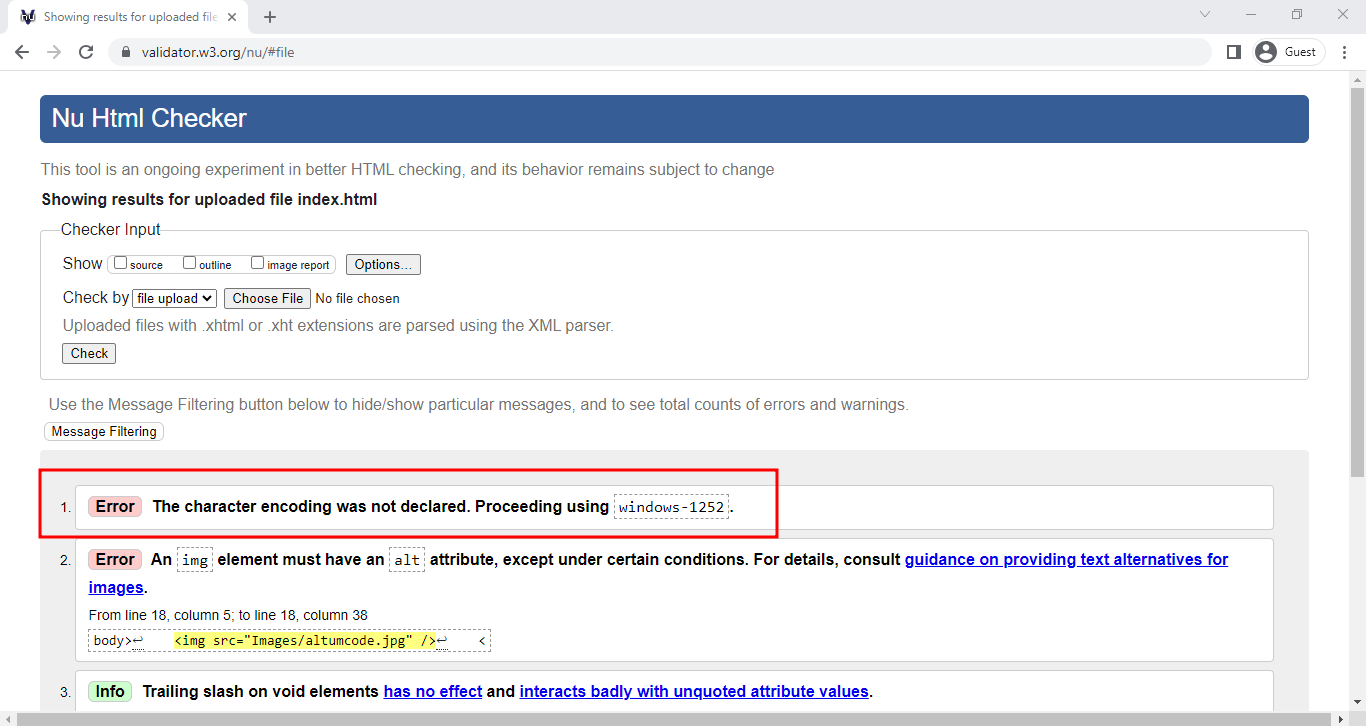 Showing results for uploaded file
validator.w3.org/nu/#file
Guest
Nu Html Checker
This tool is an ongoing experiment in better HTML checking, and its behavior remains subject to change
Showing results for uploaded file index.html
Checker Input
Show source outline image report Options...
Check by file upload Choose File No file chosen
Uploaded files with .xhtml or .xht extensions are parsed using the XML parser.
Check
Use the Message Filtering button below to hide/show particular messages, and to see total counts of errors and warnings.
Message Filtering
1. Error The character encoding was not declared. Proceeding using windows-1252.
2. Error An img element must have an alt attribute, except under certain conditions. For details, consult guidance on providing text alternatives for
images.
From line 18, column 5; to line 18, column 38
body>↩ <img src="Images/altumcode.jpg" />↩ <
3. Info Trailing slash on void elements has no effect and interacts badly with unquoted attribute values.